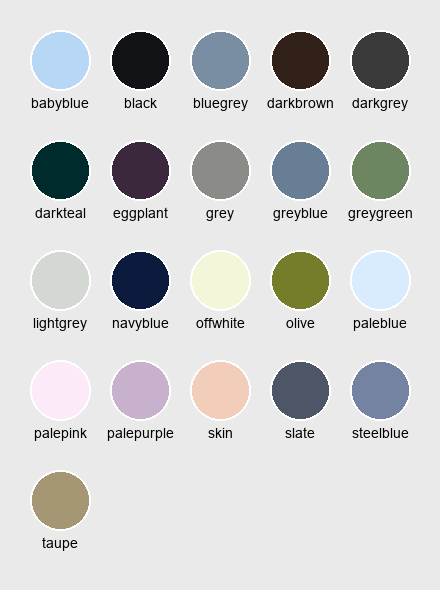 babyblue black bluegrey darkbrown darkgrey
darkteal eggplant grey greyblue greygreen
lightgrey navyblue offwhite olive paleblue
palepink palepurple skin slate steelblue
taupe